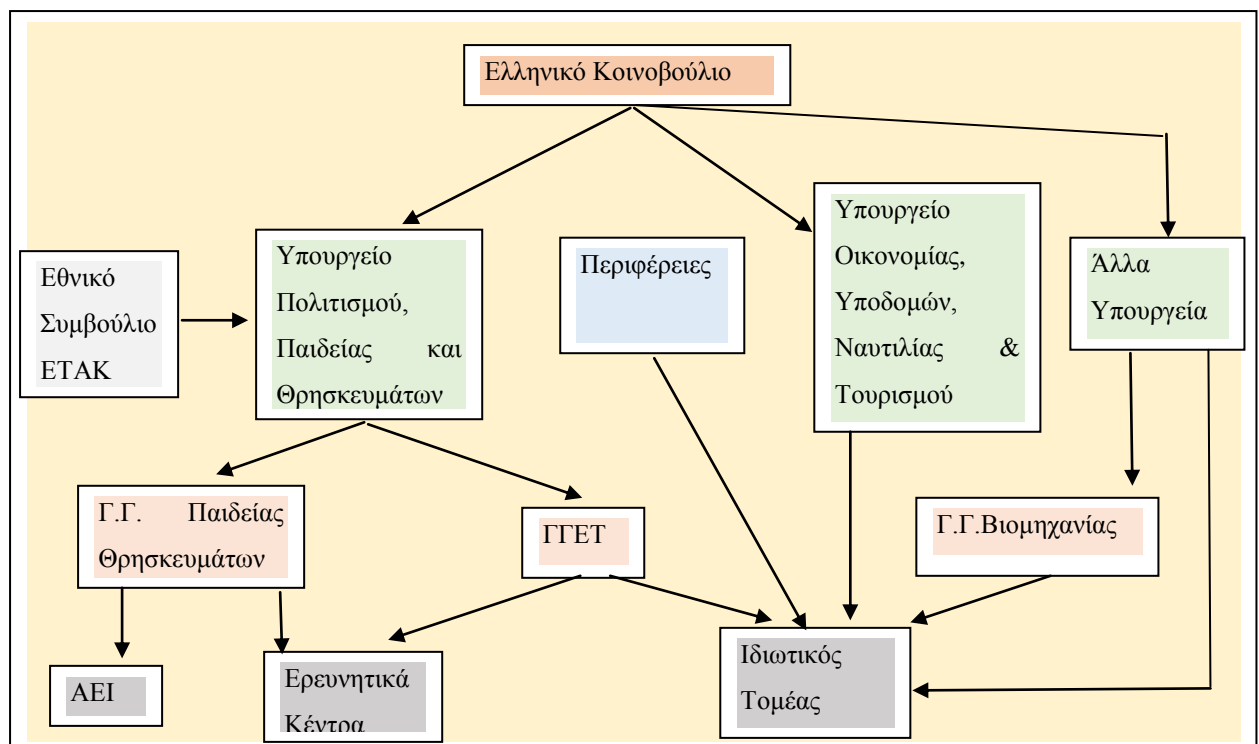 Ελληνικό Κοινοβούλιο
Εθνικό
Συμβούλιο
ΕΤΑΚ
Υπουργείο
Πολιτισμού,
Παιδείας και
Θρησκευμάτων
Περιφέρειες
Υπουργείο
Οικονομίας,
Υποδομών,
Ναυτιλίας &
Τουρισμού
Άλλα
Υπουργεία
Γ.Γ. Παιδείας
Θρησκευμάτων
ΓΓΕΤ
Γ.Γ.Βιομηχανίας
ΑΕΙ
Ερευνητικά
Κέντρα
Ιδιωτικός
Τομέας